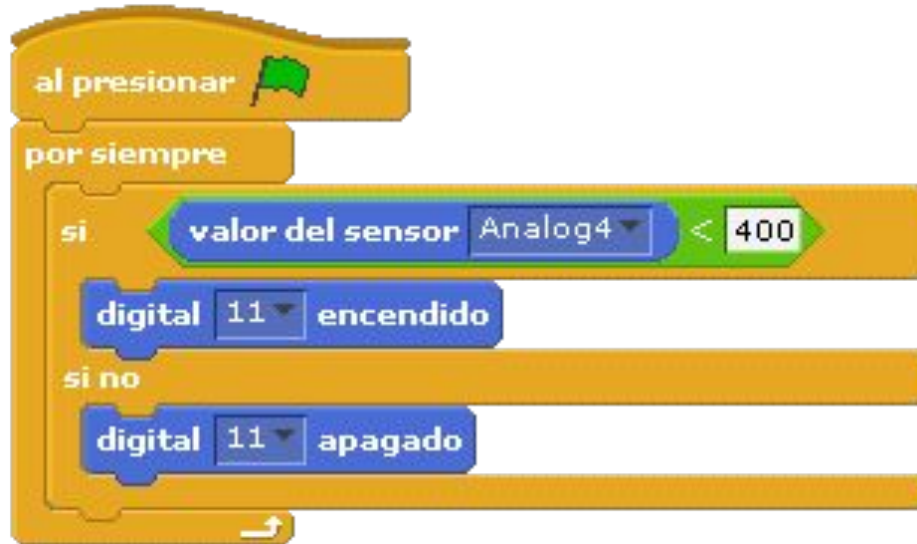 al presionar
por siempre
si valor del sensor Analog4 < 400
digital 11 encendido
si no
digital 11 apagado